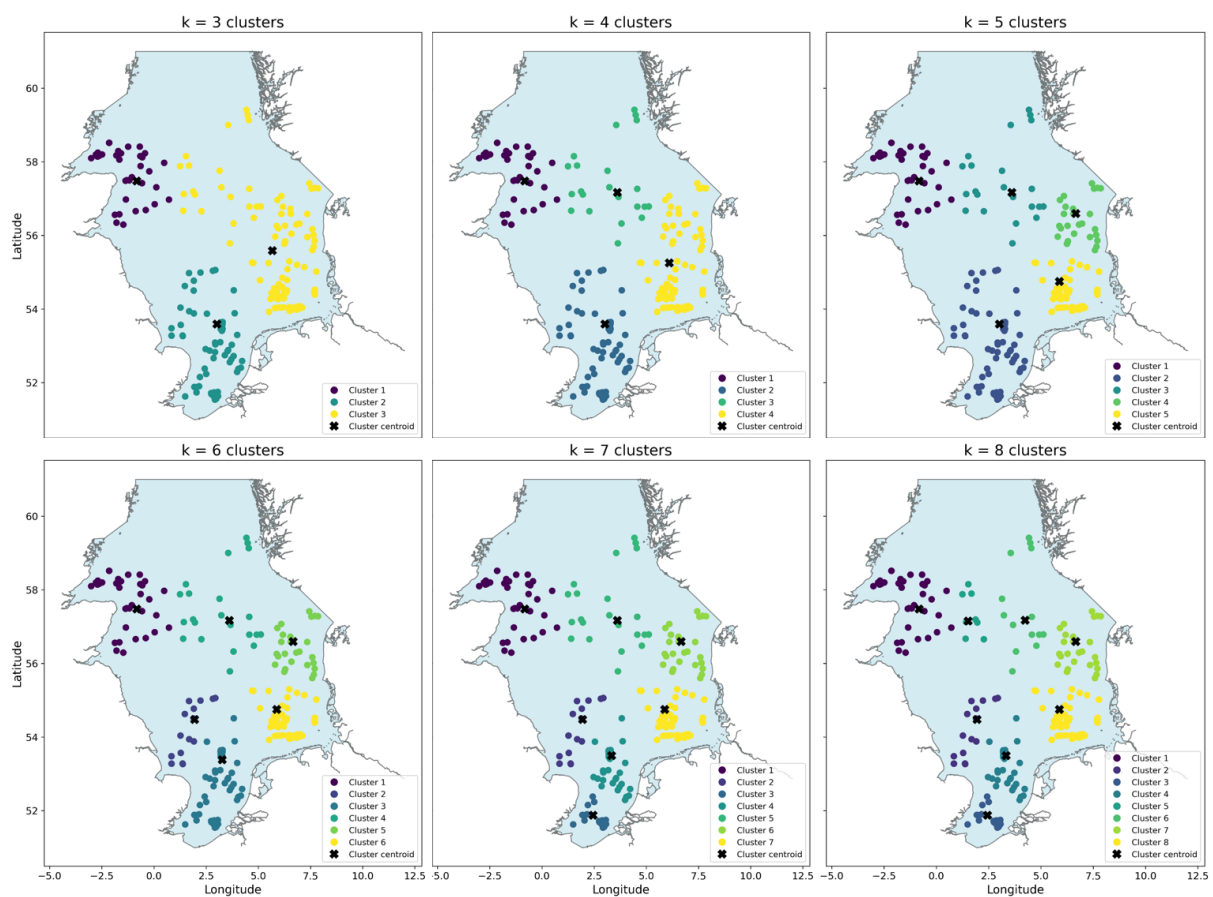 k = 3 clusters
k = 4 clusters
k = 5 clusters
Latitude
60
58
56
54
52
Cluster 1
Cluster 2
Cluster 3
Cluster centroid
Cluster 1
Cluster 2
Cluster 3
Cluster 4
Cluster centroid
Cluster 1
Cluster 2
Cluster 3
Cluster 4
Cluster 5
Cluster centroid
k = 6 clusters
k = 7 clusters
k = 8 clusters
Latitude
60
58
56
54
52
Cluster 1
Cluster 2
Cluster 3
Cluster 4
Cluster 5
Cluster 6
Cluster centroid
Cluster 1
Cluster 2
Cluster 3
Cluster 4
Cluster 5
Cluster 6
Cluster 7
Cluster centroid
Cluster 1
Cluster 2
Cluster 3
Cluster 4
Cluster 5
Cluster 6
Cluster 7
Cluster 8
Cluster centroid
−5.0 −2.5 0.0 2.5 5.0 7.5 10.0 12.5
−5.0 −2.5 0.0 2.5 5.0 7.5 10.0 12.5
−5.0 −2.5 0.0 2.5 5.0 7.5 10.0 12.5
Longitude
Longitude
Longitude